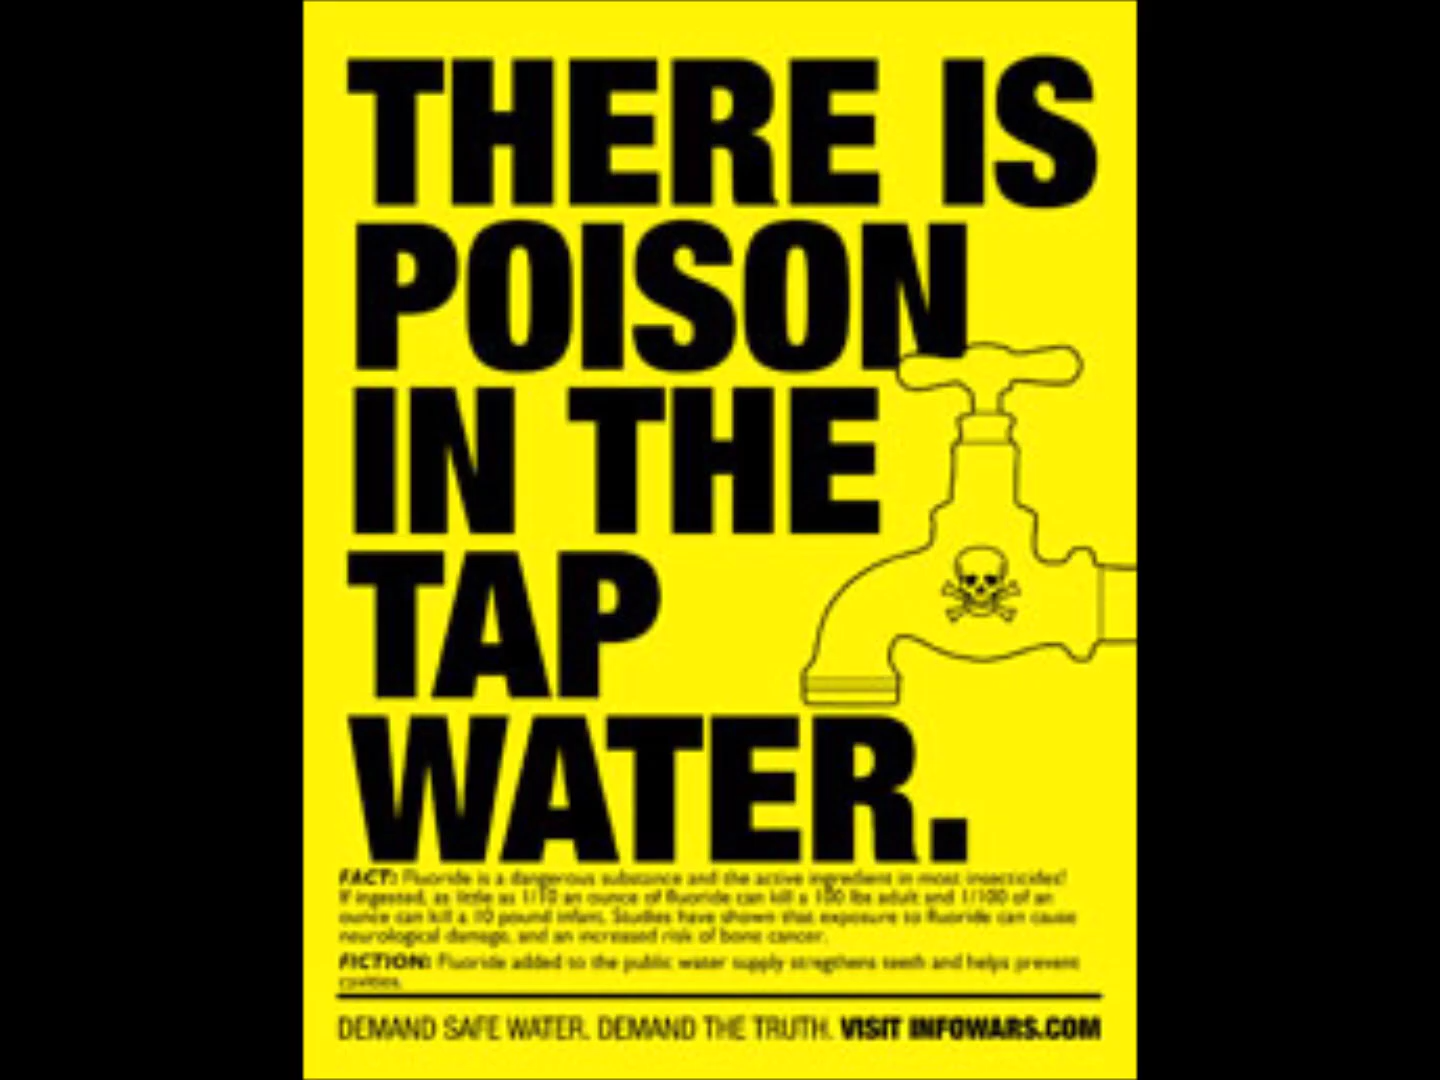 THERE IS
POISON
IN THE
TAP
WATER.
FACT: Fluoride is a dangerous substance and the active ingredient in most insecticides!
If ingested, as little as 1/10 an ounce of fluoride can kill a 100 lbs adult and 1/100 of an
ounce can kill a 10 pound infant. Studies have shown that exposure to fluoride can cause
neurological damage, and an increased risk of bone cancer.
FICTION: Fluoride added to the public water supply stregthens teeth and helps prevent
cavities.
DEMAND SAFE WATER. DEMAND THE TRUTH. VISIT INFOWARS.COM